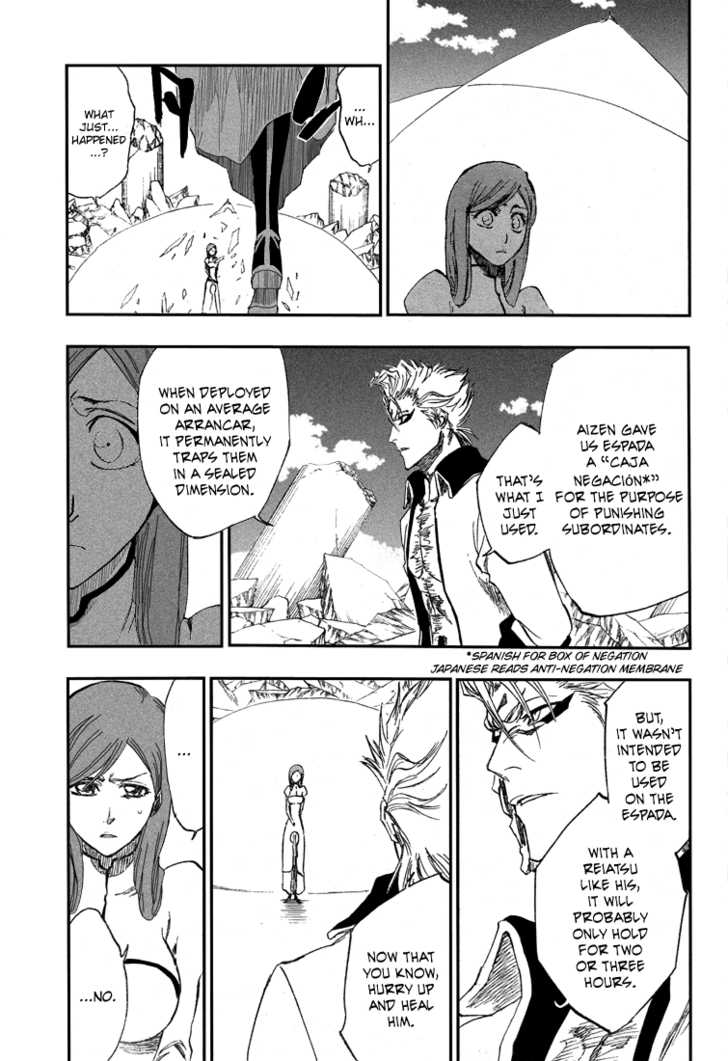 ...
WH...
WHAT
JUST...
HAPPENED
...?
AIZEN GAVE
US ESPADA
A "CAJA
NEGACIÓN*"
FOR THE PURPOSE
OF PUNISHING
SUBORDINATES.
THAT'S
WHAT I
JUST
USED.
WHEN DEPLOYED
ON AN AVERAGE
ARRANCAR,
IT PERMANENTLY
TRAPS THEM
IN A SEALED
DIMENSION.
*SPANISH FOR BOX OF NEGATION
JAPANESE READS ANTI-NEGATION MEMBRANE
BUT,
IT WASN'T
INTENDED
TO BE
USED
ON THE
ESPADA.
WITH A
REIATSU
LIKE HIS,
IT WILL
PROBABLY
ONLY HOLD
FOR TWO
OR THREE
HOURS.
NOW THAT
YOU KNOW,
HURRY UP
AND HEAL
HIM.
...
...NO.